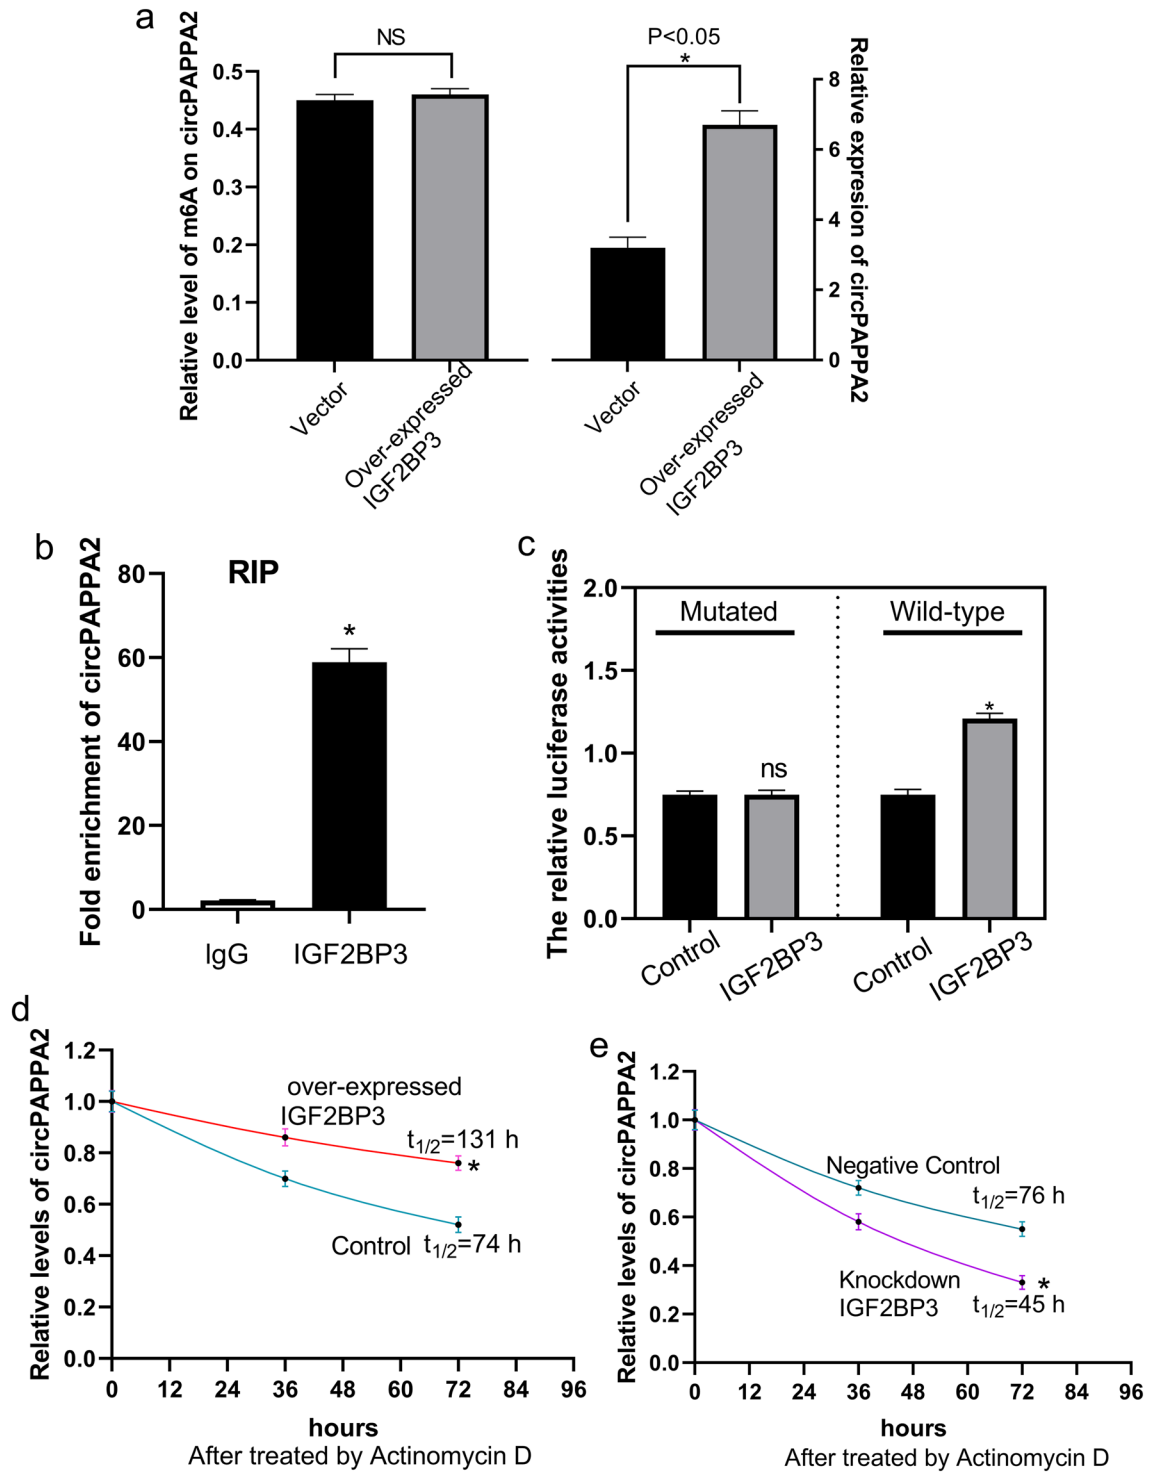 a
NS
P<0.05
*
Relative level of m6A on circPAPPA2
0.5
0.4
0.3
0.2
0.1
0.0
Vector
Over-expressed
IGF2BP3
8
6
4
2
0
Relative expresion of circPAPPA2
Vector
Over-expressed
IGF2BP3
b
RIP
Fold enrichment of circPAPPA2
80
60
40
20
0
*
IgG
IGF2BP3
c
The relative luciferase activities
2.0
1.5
1.0
0.5
0.0
Mutated
Wild-type
ns
*
Control
IGF2BP3
Control
IGF2BP3
d
Relative levels of circPAPPA2
1.2
1.0
0.8
0.6
0.4
0.2
0.0
over-expressed
IGF2BP3
t1/2=131 h
*
Control t1/2=74 h
0 12 24 36 48 60 72 84 96
hours
After treated by Actinomycin D
e
Relative levels of circPAPPA2
1.2
1.0
0.8
0.6
0.4
0.2
0.0
Negative Control
t1/2=76 h
Knockdown
IGF2BP3
*
t1/2=45 h
0 12 24 36 48 60 72 84 96
hours
After treated by Actinomycin D